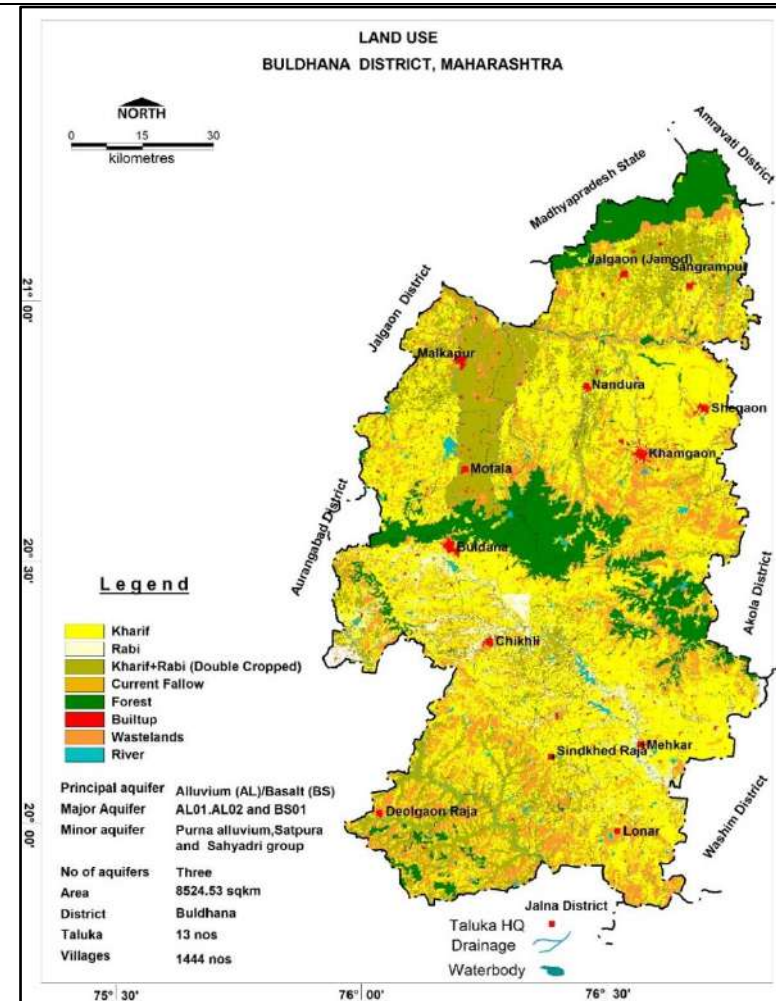 LAND USE
BULDHANA DISTRICT, MAHARASHTRA
NORTH
0 15 30
kilometres
Amravati District
Madhyapradesh State
Jalgaon (Jamod)
Sangrampur
21° 00'
Jalgaon District
Malkapur
Nandura
Shegaon
Khamgaon
Motala
Aurangabad District
20° 30'
Buldana
Akola District
Legend
Kharif
Rabi
Kharif+Rabi (Double Cropped)
Current Fallow
Forest
Builtup
Wastelands
River
Chikhli
Sindkhed Raja
Mehkar
Deolgaon Raja
Lonar
20° 00'
Washim District
Principal aquifer Alluvium (AL)/Basalt (BS)
Major Aquifer AL01.AL02 and BS01
Minor aquifer Purna alluvium,Satpura
and Sahyadri group
No of aquifers Three
Area 8524.53 sqkm
District Buldhana
Taluka 13 nos
Villages 1444 nos
Jalna District
Taluka HQ
Drainage
Waterbody
75° 30' 76° 00' 76° 30'